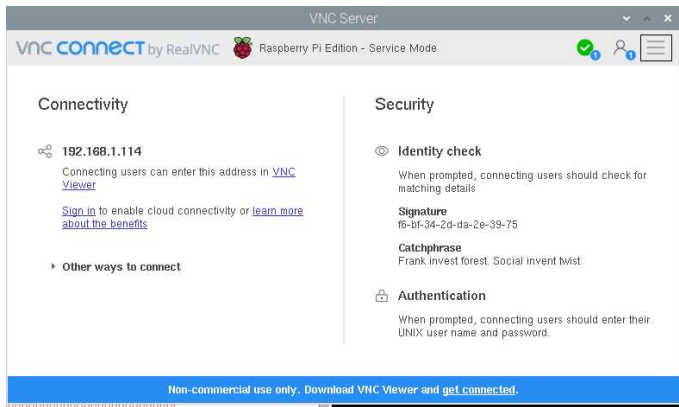 VNC Server
VNC CONNECT by RealVNC Raspberry Pi Edition - Service Mode
1
0
Connectivity
192.168.1.114
Connecting users can enter this address in VNC
Viewer
Sign in to enable cloud connectivity or learn more
about the benefits
Other ways to connect
Security
Identity check
When prompted, connecting users should check for
matching details
Signature
f6-bf-34-2d-da-2e-39-75
Catchphrase
Frank invest forest. Social invent twist
Authentication
When prompted, connecting users should enter their
UNIX user name and password.
Non-commercial use only. Download VNC Viewer and get connected.